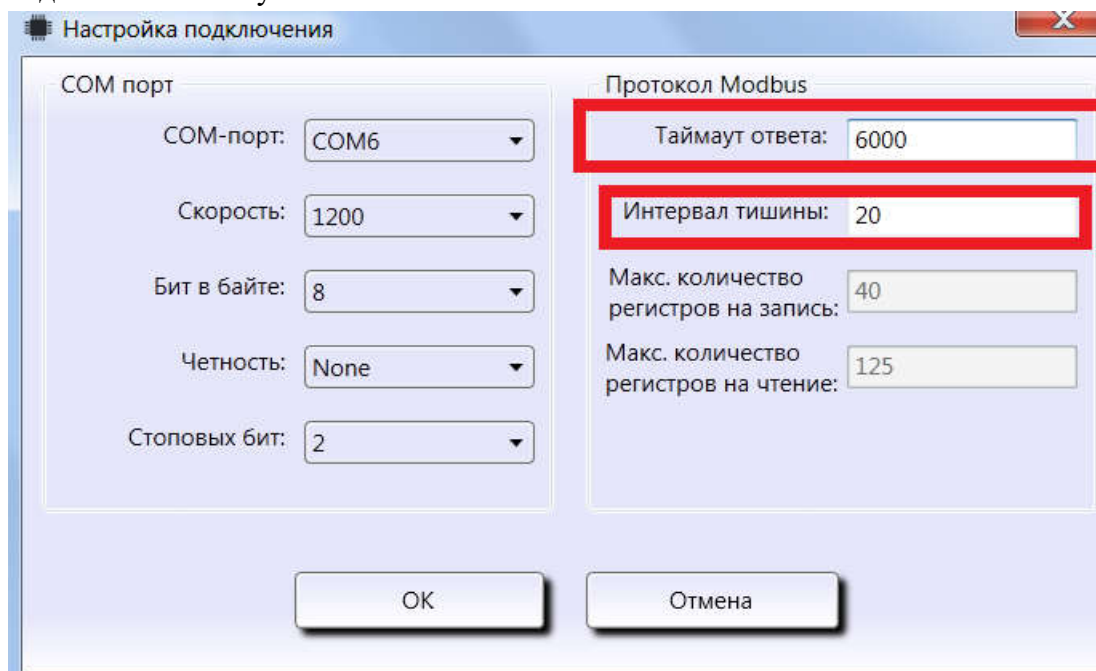 Настройка подключения
COM порт
COM-порт: COM6
Скорость: 1200
Бит в байте: 8
Четность: None
Стоповых бит: 2
Протокол Modbus
Таймаут ответа: 6000
Интервал тишины: 20
Макс. количество
регистров на запись: 40
Макс. количество
регистров на чтение: 125
OK
Отмена